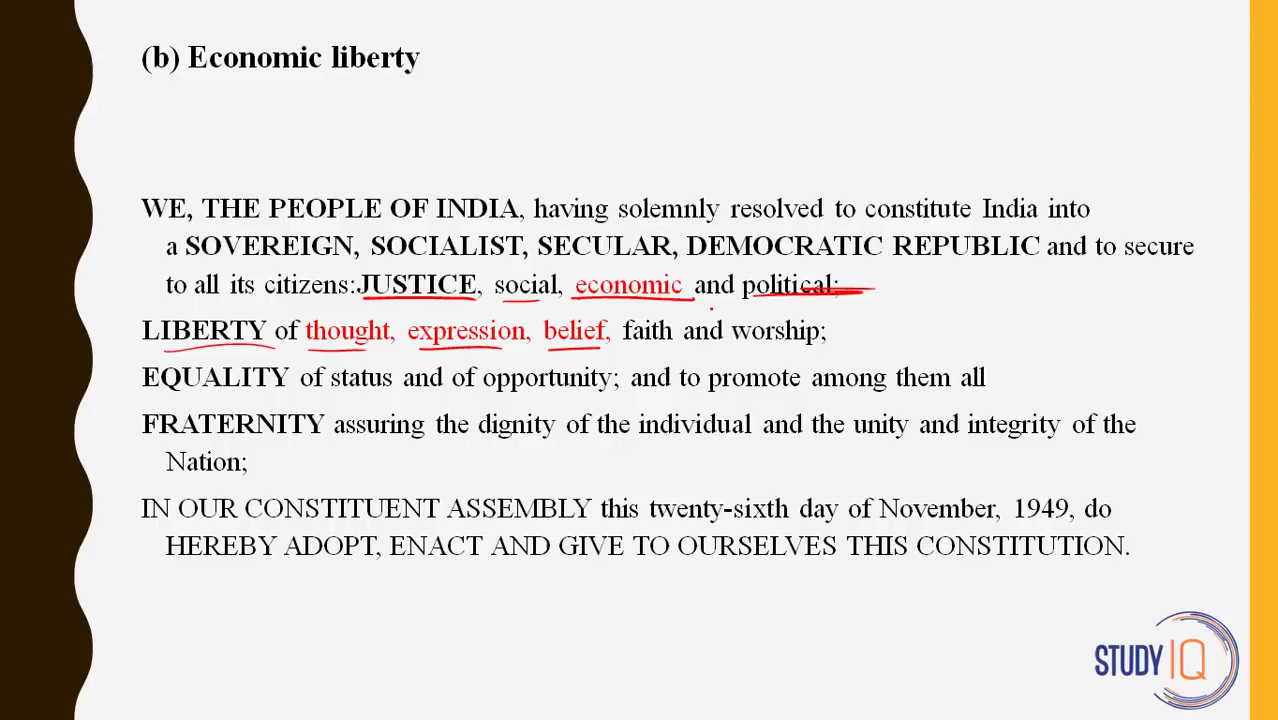 (b) Economic liberty
WE, THE PEOPLE OF INDIA, having solemnly resolved to constitute India into
a SOVEREIGN, SOCIALIST, SECULAR, DEMOCRATIC REPUBLIC and to secure
to all its citizens:JUSTICE, social, economic and political;
LIBERTY of thought, expression, belief, faith and worship;
EQUALITY of status and of opportunity; and to promote among them all
FRATERNITY assuring the dignity of the individual and the unity and integrity of the
Nation;
IN OUR CONSTITUENT ASSEMBLY this twenty-sixth day of November, 1949, do
HEREBY ADOPT, ENACT AND GIVE TO OURSELVES THIS CONSTITUTION.
STUDY IQ